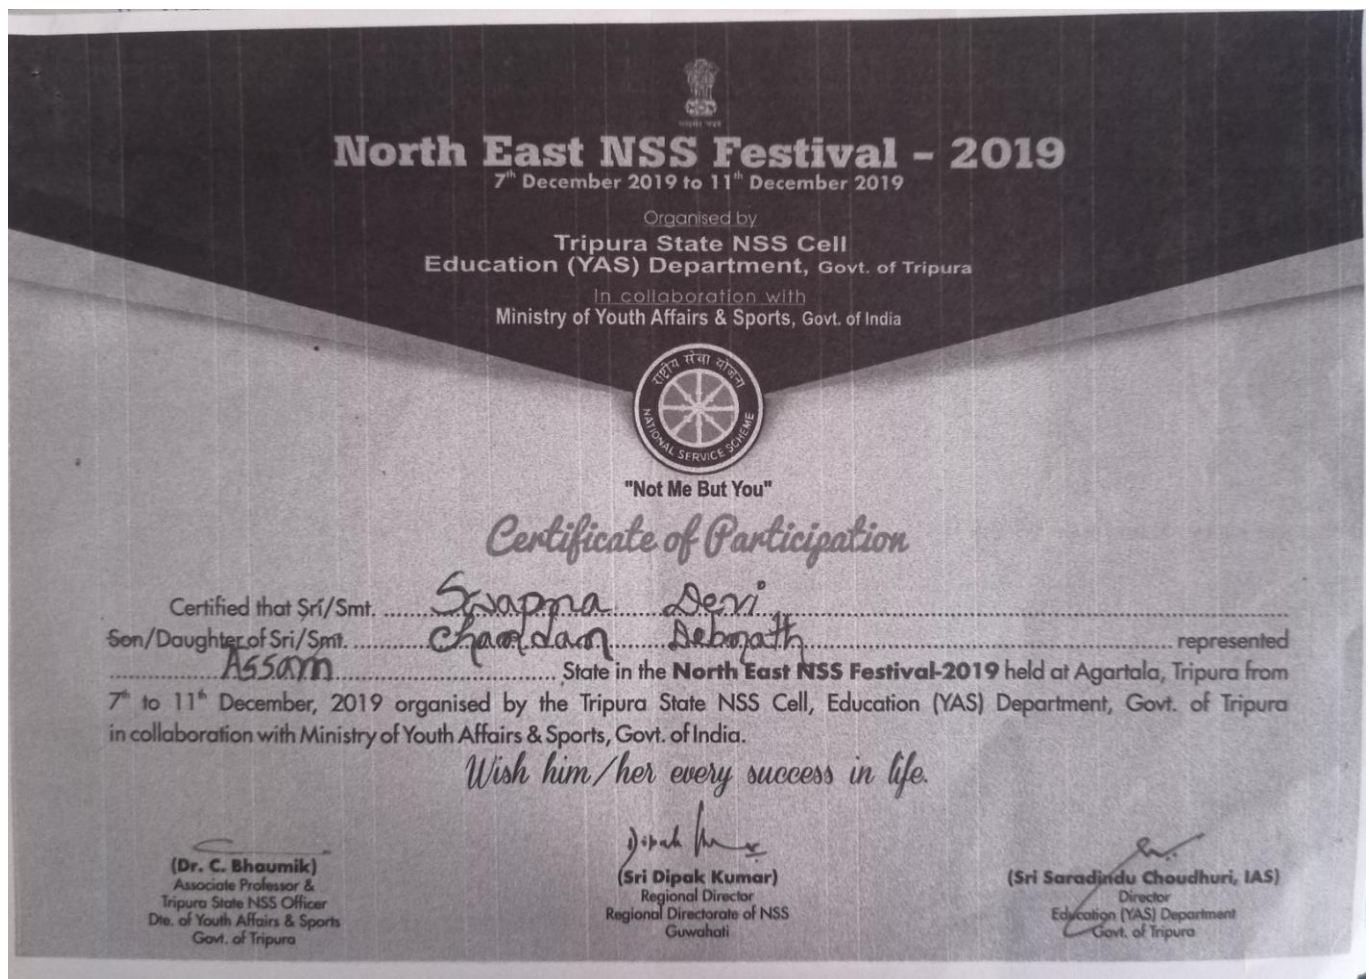 North East NSS Festival - 2019
7th December 2019 to 11th December 2019
Organised by
Tripura State NSS Cell
Education (YAS) Department, Govt. of Tripura
In collaboration with
Ministry of Youth Affairs & Sports, Govt. of India
राष्ट्रीय सेवा योजना
NATIONAL SERVICE SCHEME
"Not Me But You"
Certificate of Participation
Certified that Sri/Smt. Swapna Devi
Son/Daughter of Sri/Smt. Chandan Debnath represented
Assam State in the North East NSS Festival-2019 held at Agartala, Tripura from
7th to 11th December, 2019 organised by the Tripura State NSS Cell, Education (YAS) Department, Govt. of Tripura
in collaboration with Ministry of Youth Affairs & Sports, Govt. of India.
Wish him/her every success in life.
Dipak
(Dr. C. Bhaumik)
Associate Professor &
Tripura State NSS Officer
Dte. of Youth Affairs & Sports
Govt. of Tripura
(Sri Dipak Kumar)
Regional Director
Regional Directorate of NSS
Guwahati
(Sri Saradindu Choudhuri, IAS)
Director
Education (YAS) Department
Govt. of Tripura